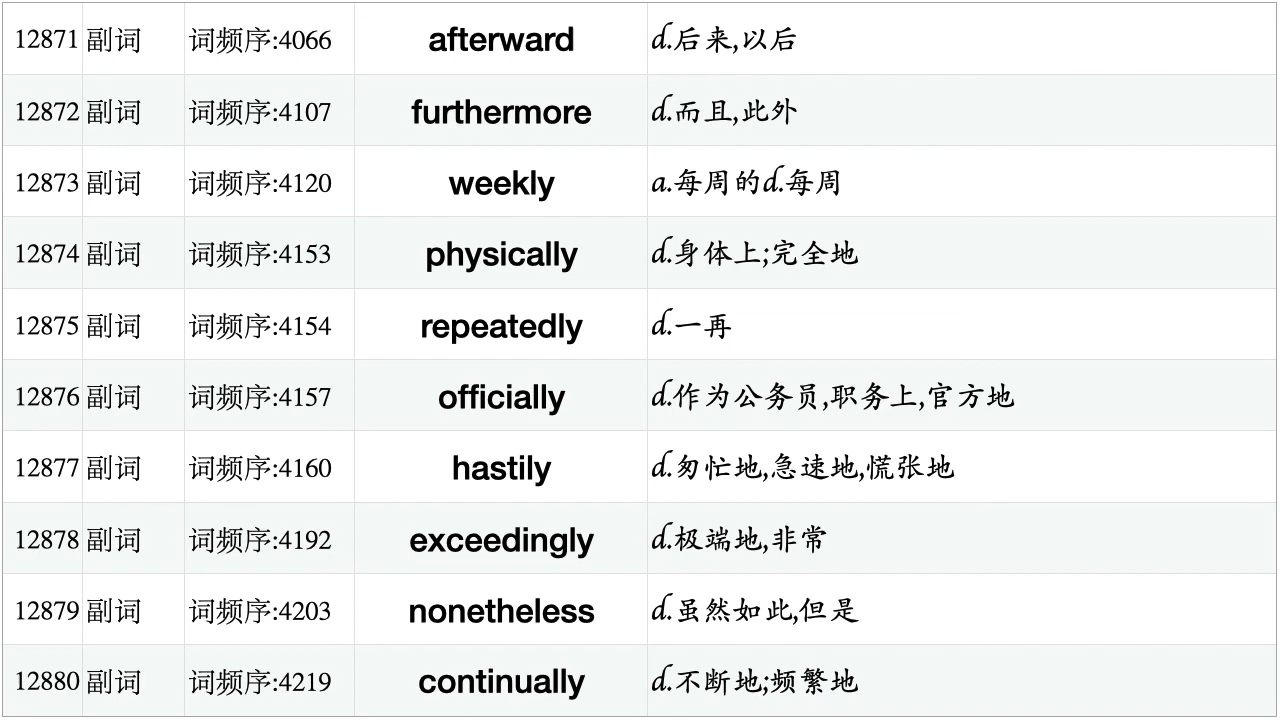 12871 副词 词频序:4066 afterward d.后来,以后
12872 副词 词频序:4107 furthermore d.而且,此外
12873 副词 词频序:4120 weekly a.每周的d.每周
12874 副词 词频序:4153 physically d.身体上;完全地
12875 副词 词频序:4154 repeatedly d.一再
12876 副词 词频序:4157 officially d.作为公务员,职务上,官方地
12877 副词 词频序:4160 hastily d.匆忙地,急速地,慌张地
12878 副词 词频序:4192 exceedingly d.极端地,非常
12879 副词 词频序:4203 nonetheless d.虽然如此,但是
12880 副词 词频序:4219 continually d.不断地;频繁地